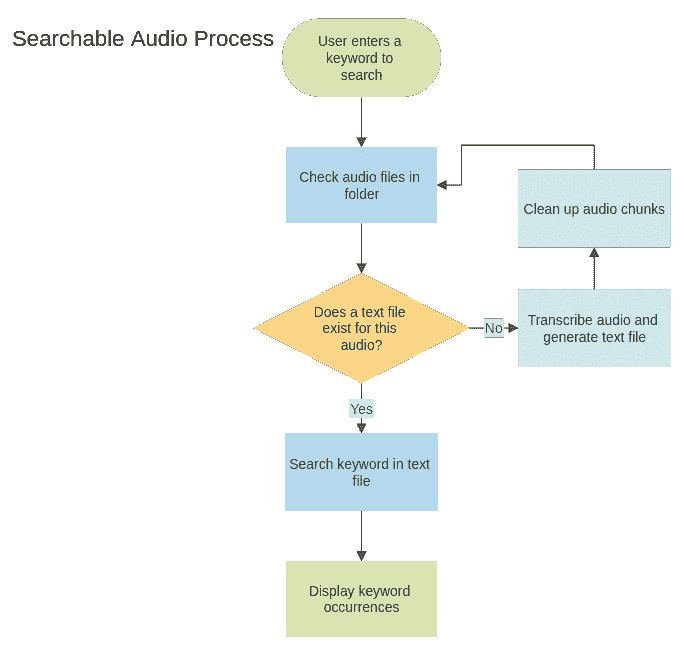 Searchable Audio Process
User enters a
keyword to
search
Check audio files in
folder
Clean up audio chunks
Does a text file
exist for this
audio?
No
Transcribe audio and
generate text file
Yes
Search keyword in text
file
Display keyword
occurrences